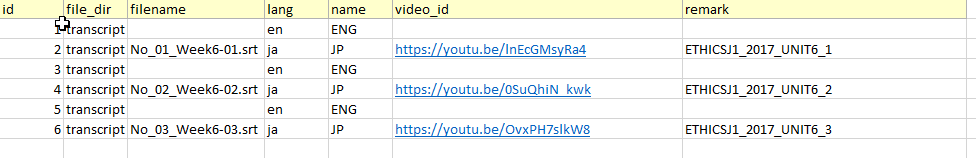 id file_dir filename lang name video_id remark
1 transcript en ENG
2 transcript No_01_Week6-01.srt ja JP https://youtu.be/lnEcGMsyRa4 ETHICSJ1_2017_UNIT6_1
3 transcript en ENG
4 transcript No_02_Week6-02.srt ja JP https://youtu.be/0SuQhiN_kwk ETHICSJ1_2017_UNIT6_2
5 transcript en ENG
6 transcript No_03_Week6-03.srt ja JP https://youtu.be/OvxPH7slkW8 ETHICSJ1_2017_UNIT6_3